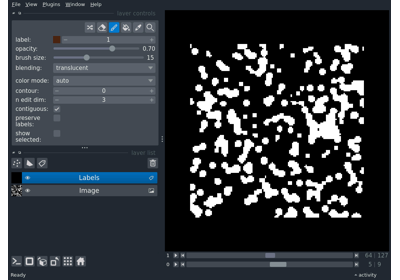 File View Plugins Window Help
layer controls
label: 1
opacity: 0.70
brush size: 15
blending: translucent
color mode: auto
contour: 0
n edit dim: 3
contiguous:
preserve
labels:
show
selected:
layer list
Labels
Image
1 64 127
0 5 9
Ready activity